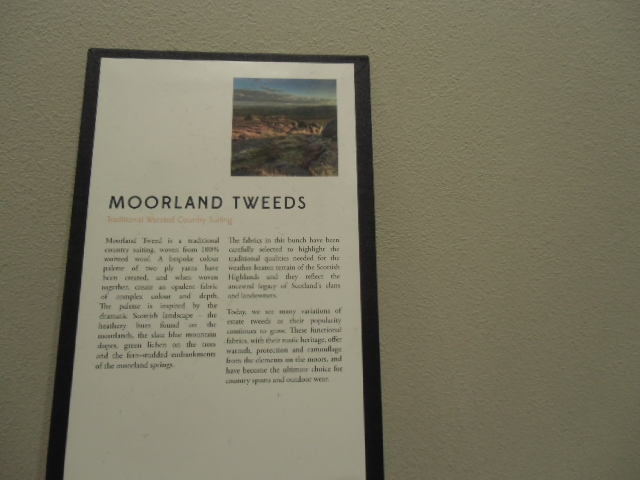 MOORLAND TWEEDS
Traditional Worsted Country Suiting
Moorland Tweed is a traditional
country suiting, woven from 100%
worsted wool. A bespoke colour
palette of two ply yarns have
been created, and when woven
together, create an opulent fabric
of complex colour and depth.
The palette is inspired by the
dramatic Scottish landscape – the
heathery hues found on the
moorlands, the slate blue mountain
slopes, green lichen on the trees
and the fern-studded embankments
of the moorland springs.
The fabrics in this bunch have been
carefully selected to highlight the
traditional qualities needed for the
weather-beaten terrain of the Scottish
Highlands and they reflect the
ancestral legacy of Scotland's clans
and landowners.
Today, we see many variations of
estate tweeds as their popularity
continues to grow. These functional
fabrics, with their rustic heritage, offer
warmth, protection and camouflage
from the elements on the moors, and
have become the ultimate choice for
country sports and outdoor wear.